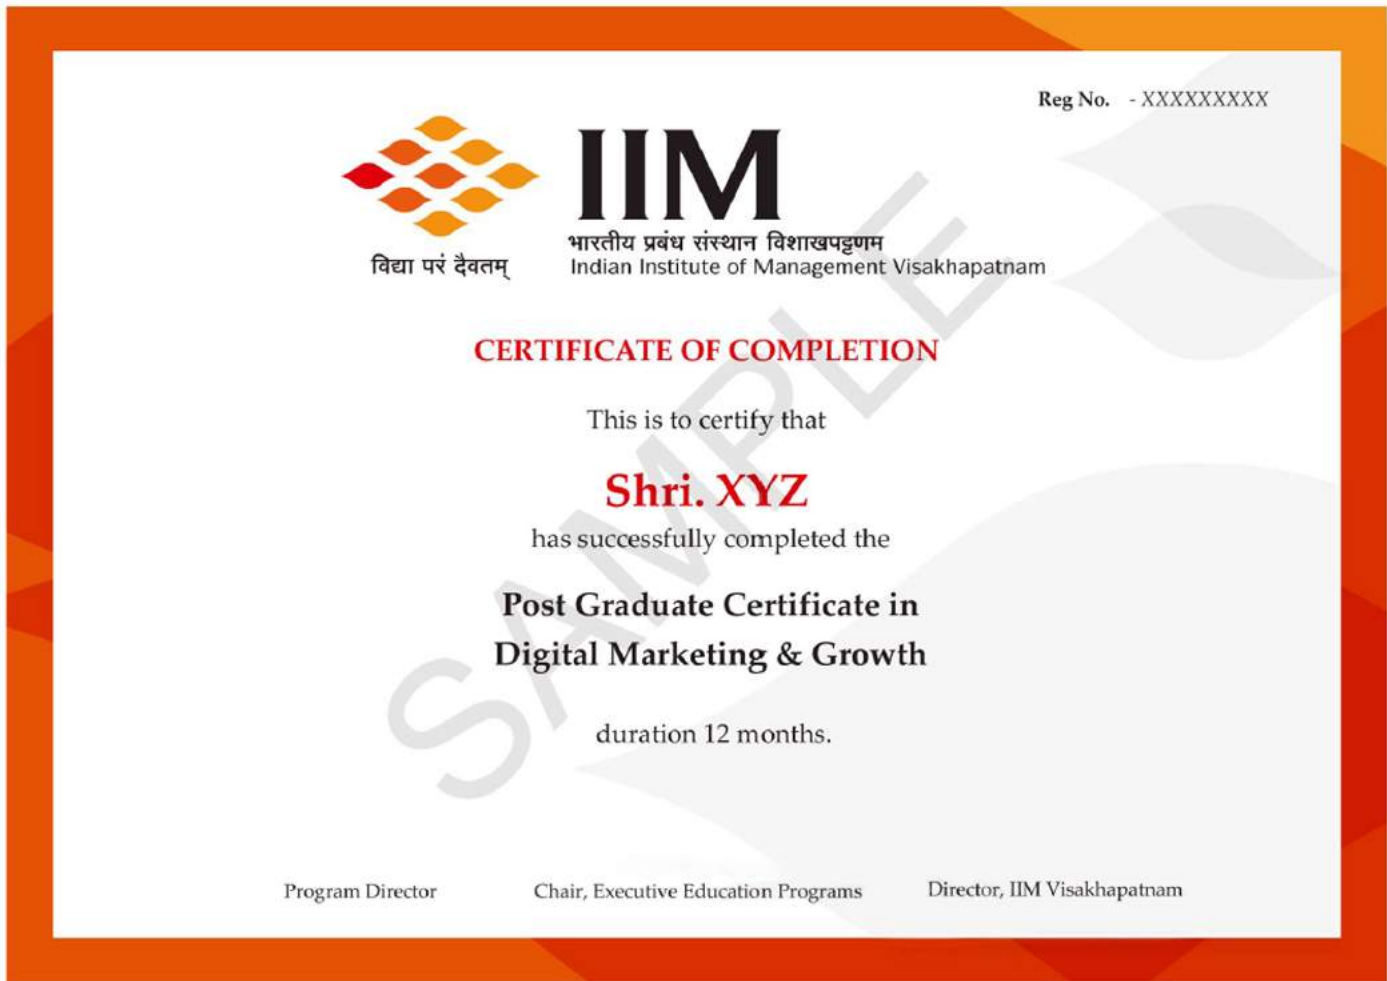 Reg No. - XXXXXXXXX
IIM
विद्या परं दैवतम्
भारतीय प्रबंध संस्थान विशाखपट्टणम
Indian Institute of Management Visakhapatnam
CERTIFICATE OF COMPLETION
This is to certify that
Shri. XYZ
has successfully completed the
Post Graduate Certificate in
Digital Marketing & Growth
duration 12 months.
Program Director
Chair, Executive Education Programs
Director, IIM Visakhapatnam
SAMPLE